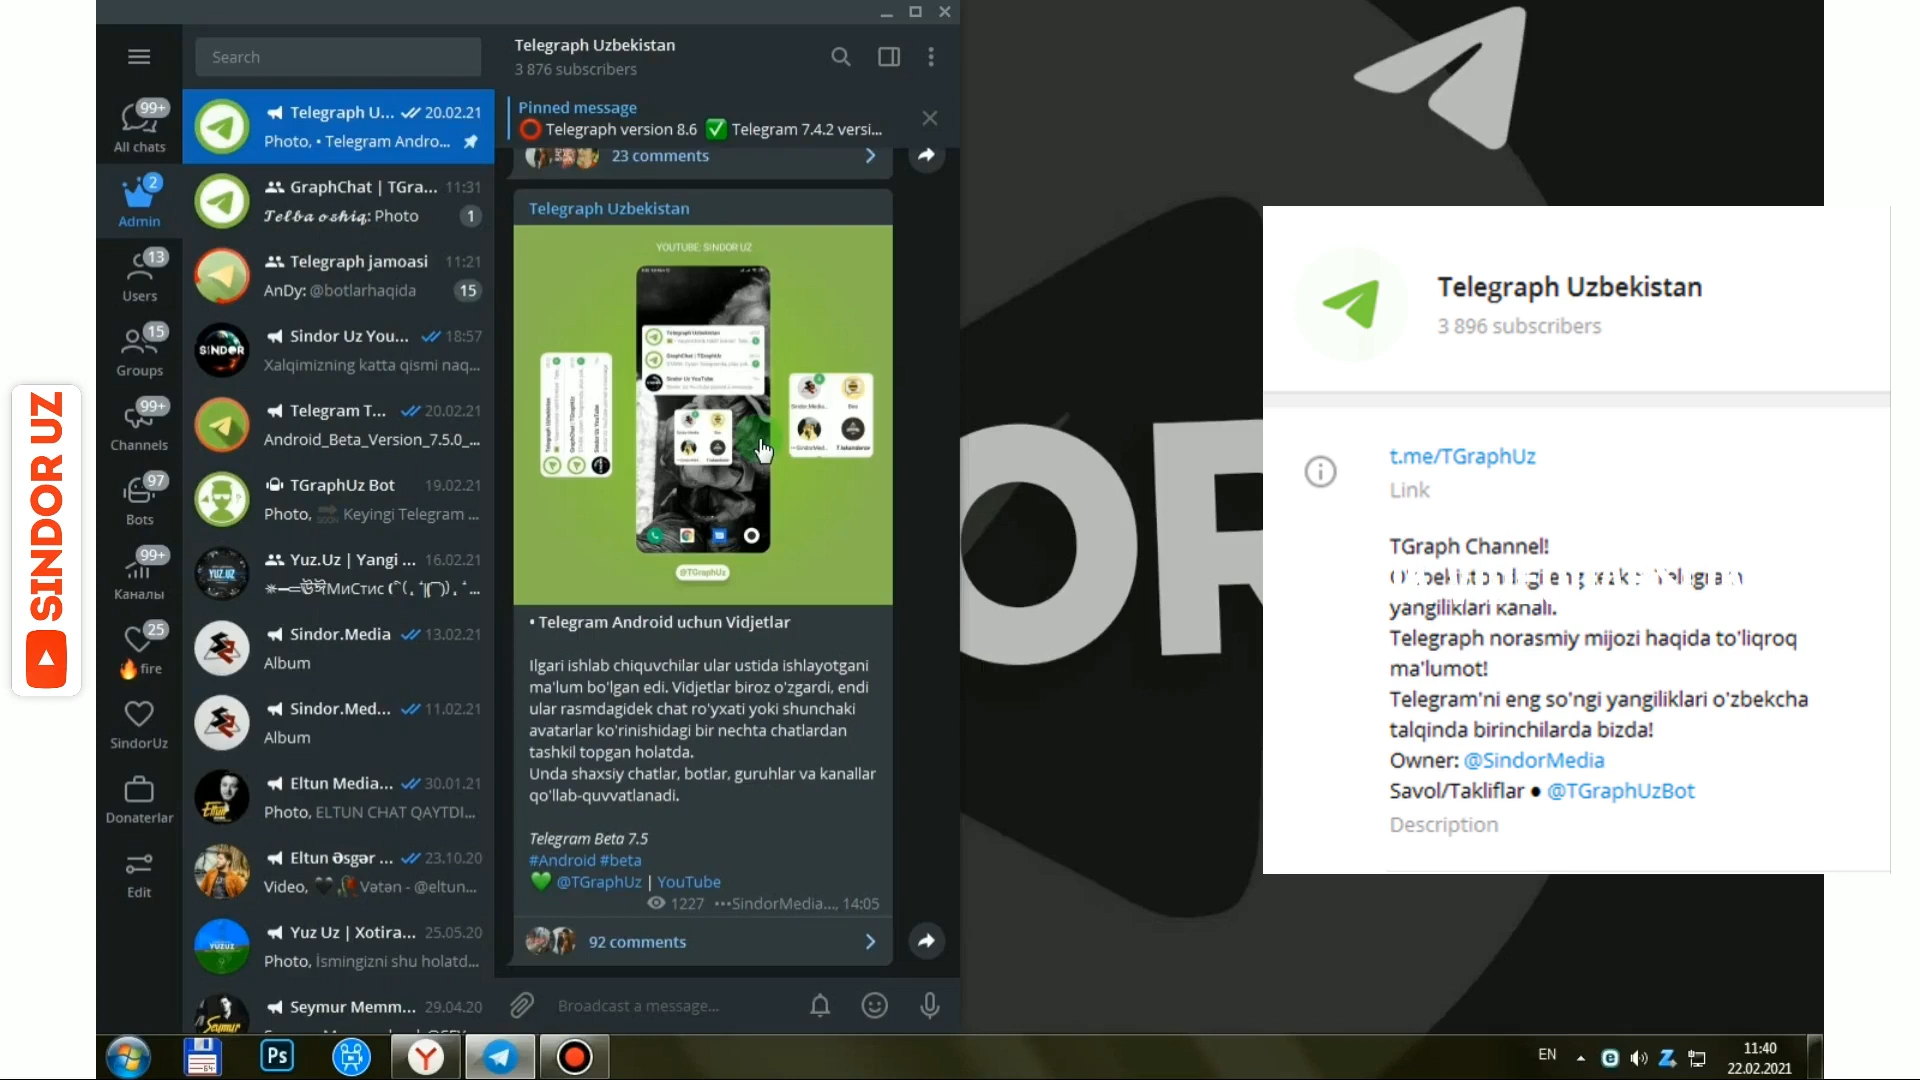 SINDOR UZ
Search
All chats
99+
Admin
2
Users
13
Groups
15
Channels
99+
Bots
97
Каналы
99+
25
fire
SindorUz
Donaterlar
Edit
Telegraph U... 20.02.21
Photo, • Telegram Andro...
GraphChat | TGra... 11:31
Telba oshiq: Photo 1
Telegraph jamoasi 11:21
AnDy: @botlarhaqida 15
Sindor Uz You... 18:57
Xalqimizning katta qismi naq...
Telegram T... 20.02.21
Android_Beta_Version_7.5.0_...
TGraphUz Bot 19.02.21
Photo, Keyingi Telegram ...
Yuz.Uz | Yangi ... 16.02.21
Sindor.Media 13.02.21
Album
Sindor.Med... 11.02.21
Album
Eltun Media... 30.01.21
Photo, ELTUN CHAT QAYTDI...
Eltun Əsgər ... 23.10.20
Video, Vətən - @eltun...
Yuz Uz | Xotira... 25.05.20
Photo, İsmingizni shu holatd...
Seymur Memm... 29.04.20
Telegraph Uzbekistan
3 876 subscribers
Pinned message
Telegraph version 8.6 ✅ Telegram 7.4.2 versi...
23 comments
Telegraph Uzbekistan
YOUTUBE: SINDOR UZ
Telegraph Uzbekistan
GraphChat | TGraphUz
Sindor Uz YouTube
@TGraphUz
• Telegram Android uchun Vidjetlar
Ilgari ishlab chiquvchilar ular ustida ishlayotgani
ma'lum bo'lgan edi. Vidjetlar biroz o'zgardi, endi
ular rasmdagidek chat ro'yxati yoki shunchaki
avatarlar ko'rinishidagi bir nechta chatlardan
tashkil topgan holatda.
Unda shaxsiy chatlar, botlar, guruhlar va kanallar
qo'llab-quvvatlanadi.
Telegram Beta 7.5
#Android #beta
💚 @TGraphUz | YouTube
1227 •••SindorMedia..., 14:05
92 comments
Broadcast a message...
OR
Telegraph Uzbekistan
3 896 subscribers
t.me/TGraphUz
Link
TGraph Channel!
yangiliklari kanali.
Telegraph norasmiy mijozi haqida to'liqroq
ma'lumot!
Telegram'ni eng so'ngi yangiliklari o'zbekcha
talqinda birinchilarda bizda!
Owner: @SindorMedia
Savol/Takliflar ● @TGraphUzBot
Description
Ps
EN
11:40
22.02.2021